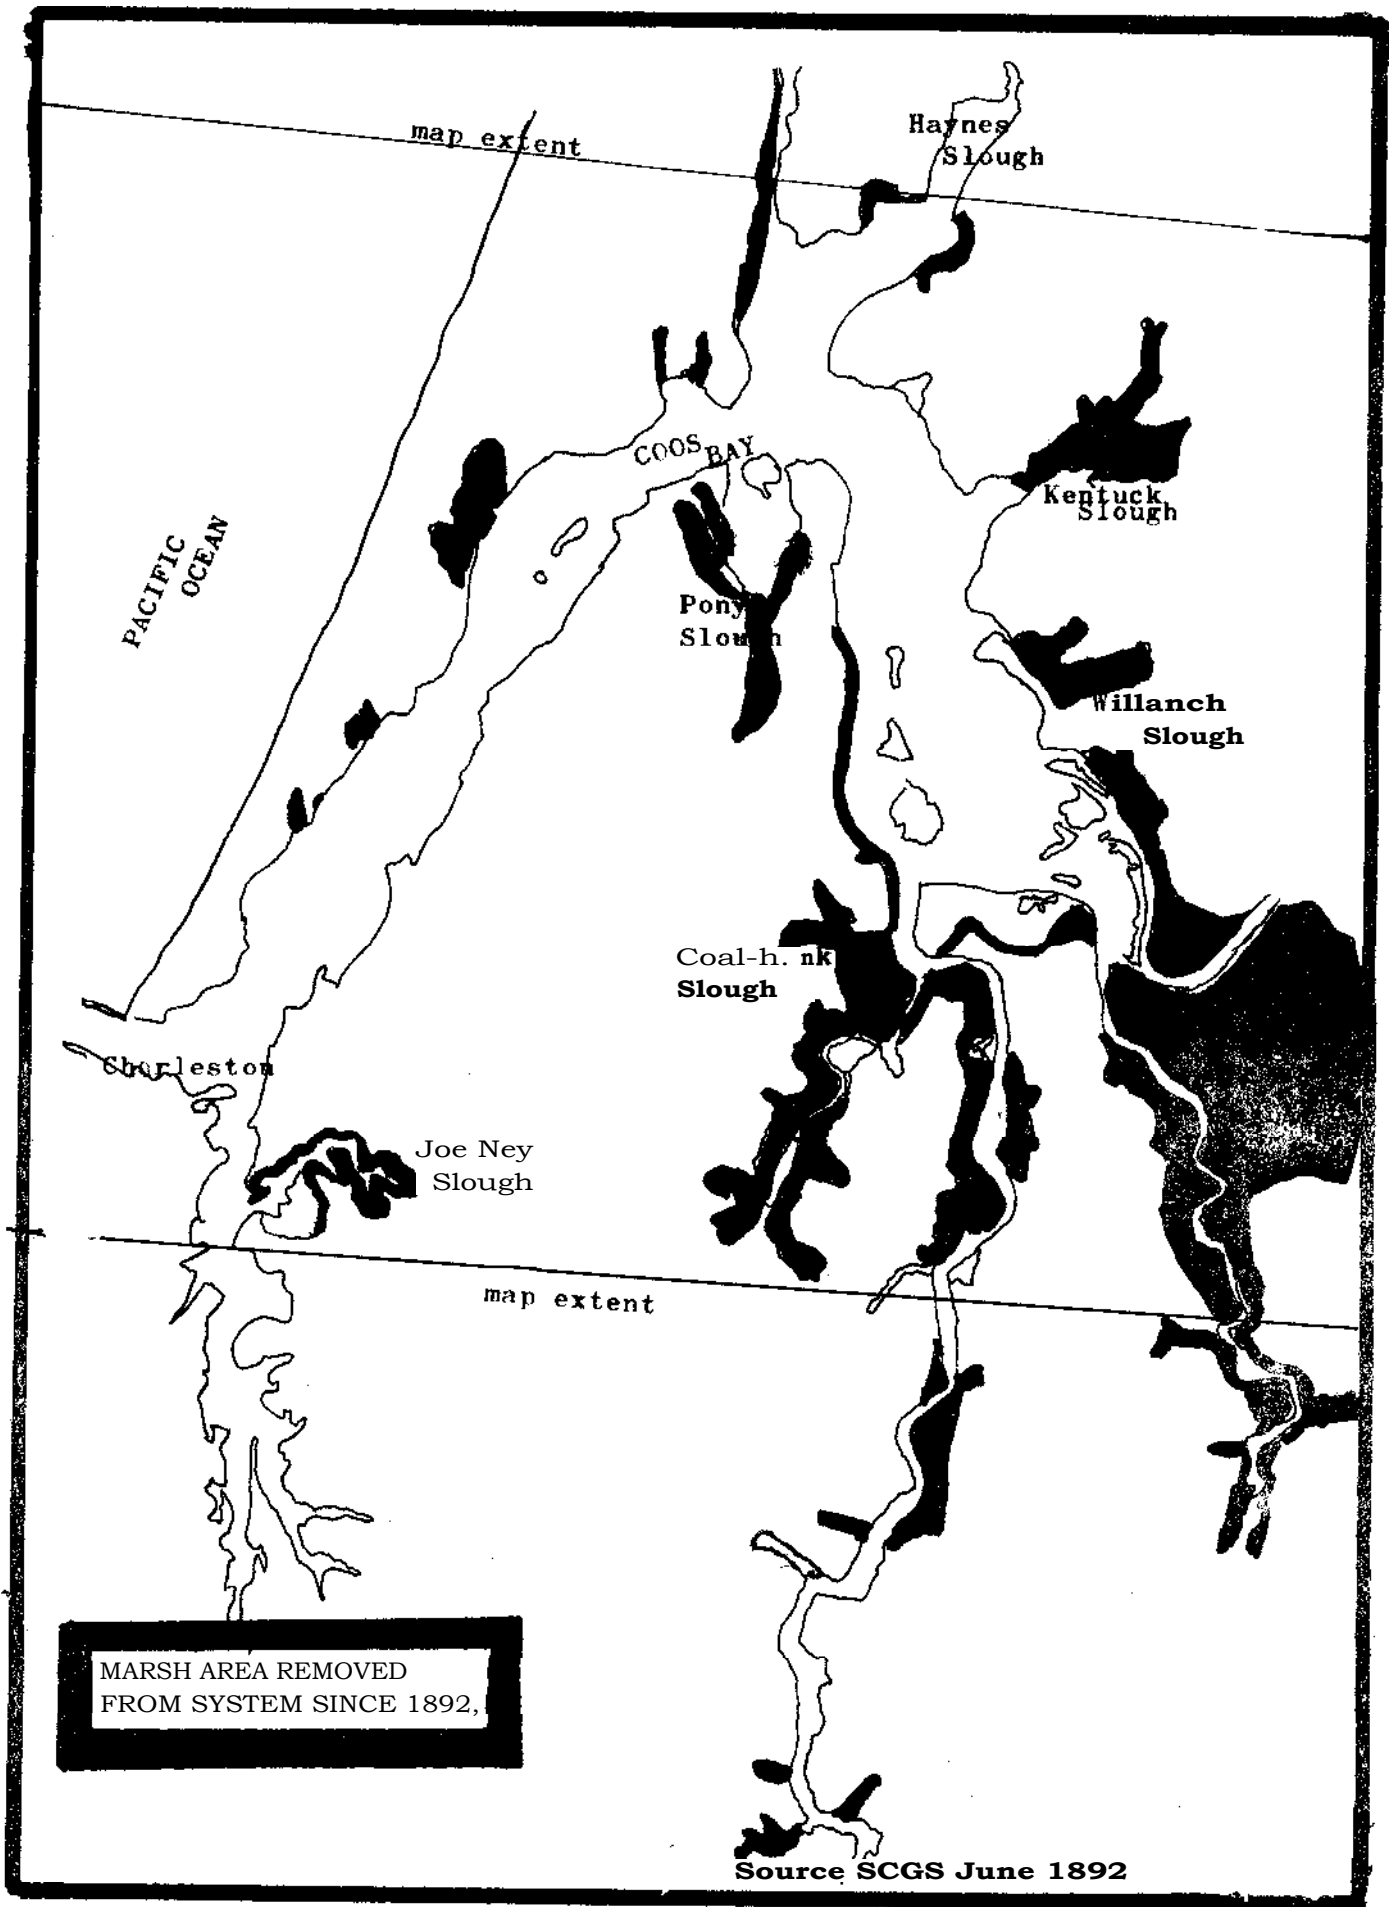 map extent
Haynes
Slough
COOS BAY
Kentuck
Slough
PACIFIC
OCEAN
Pony
Slough
Willanch
Slough
Coal-h. nk
Slough
Charleston
Joe Ney
Slough
map extent
MARSH AREA REMOVED
FROM SYSTEM SINCE 1892,
Source SCGS June 1892